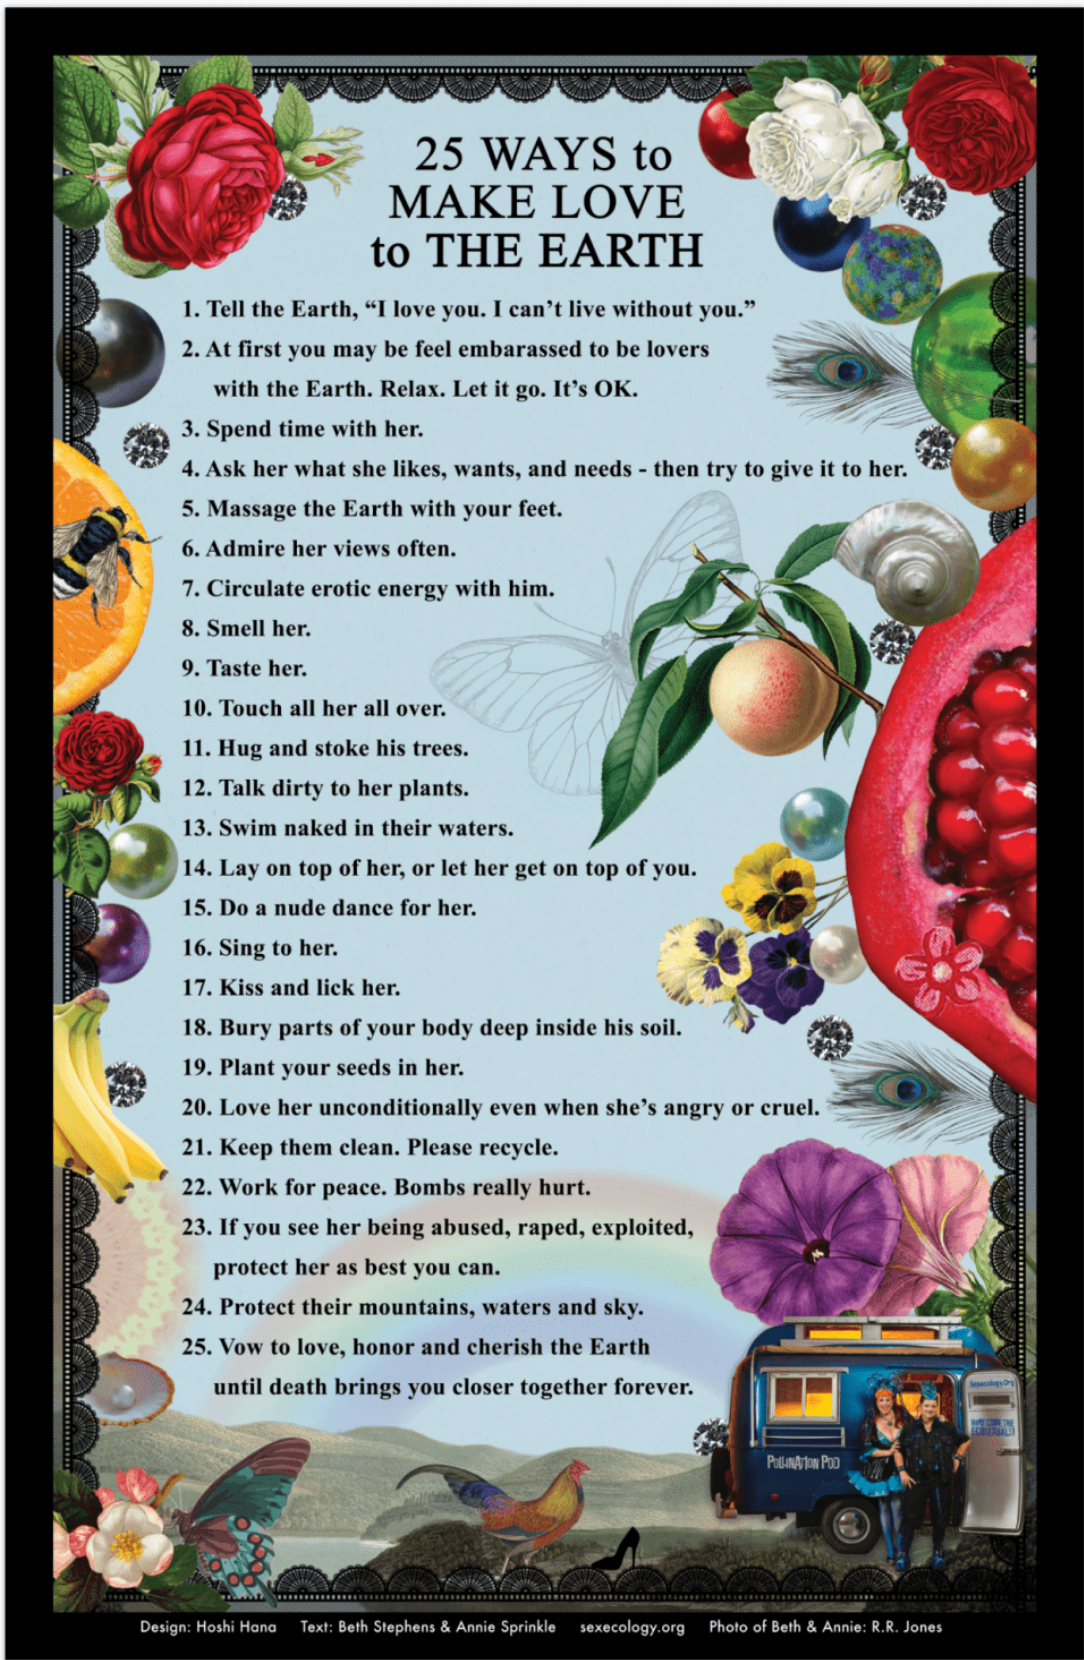 25 WAYS to
MAKE LOVE
to THE EARTH
1. Tell the Earth, “I love you. I can’t live without you.”
2. At first you may be feel embarassed to be lovers
with the Earth. Relax. Let it go. It’s OK.
3. Spend time with her.
4. Ask her what she likes, wants, and needs - then try to give it to her.
5. Massage the Earth with your feet.
6. Admire her views often.
7. Circulate erotic energy with him.
8. Smell her.
9. Taste her.
10. Touch all her all over.
11. Hug and stoke his trees.
12. Talk dirty to her plants.
13. Swim naked in their waters.
14. Lay on top of her, or let her get on top of you.
15. Do a nude dance for her.
16. Sing to her.
17. Kiss and lick her.
18. Bury parts of your body deep inside his soil.
19. Plant your seeds in her.
20. Love her unconditionally even when she’s angry or cruel.
21. Keep them clean. Please recycle.
22. Work for peace. Bombs really hurt.
23. If you see her being abused, raped, exploited,
protect her as best you can.
24. Protect their mountains, waters and sky.
25. Vow to love, honor and cherish the Earth
until death brings you closer together forever.
Sexecology.Org
ECOSEXUALS!
POLLINATION POD
Design: Hoshi Hana Text: Beth Stephens & Annie Sprinkle sexecology.org Photo of Beth & Annie: R.R. Jones